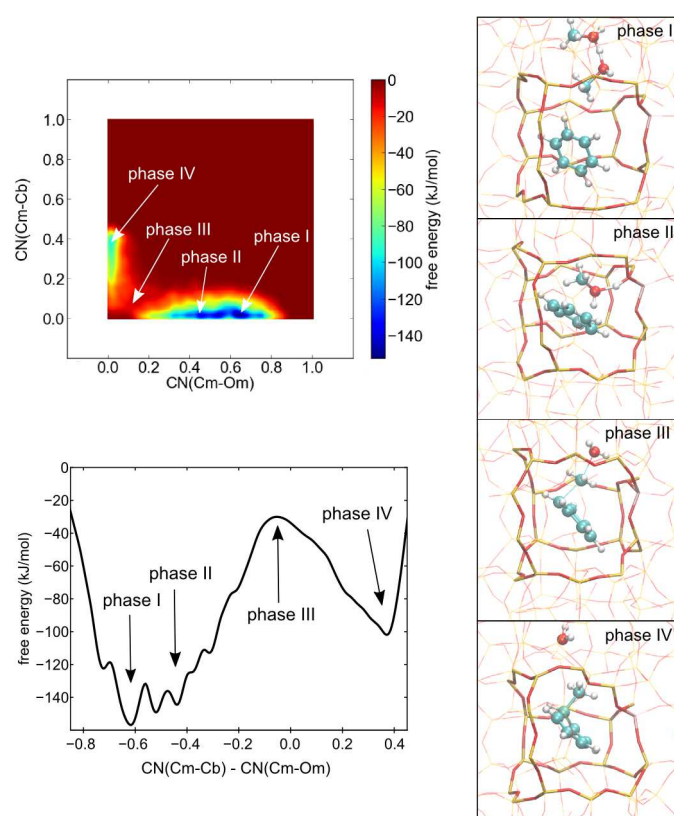 1.0
0.8
0.6
0.4
0.2
0.0
CN(Cm-Cb)
phase IV
phase III
phase II
phase I
0.0 0.2 0.4 0.6 0.8 1.0
CN(Cm-Om)
0
−20
−40
−60
−80
−100
−120
−140
free energy (kJ/mol)
0
−20
−40
−60
−80
−100
−120
−140
free energy (kJ/mol)
phase I
phase II
phase III
phase IV
−0.8 −0.6 −0.4 −0.2 0.0 0.2 0.4
CN(Cm-Cb) - CN(Cm-Om)
phase I
phase II
phase III
phase IV